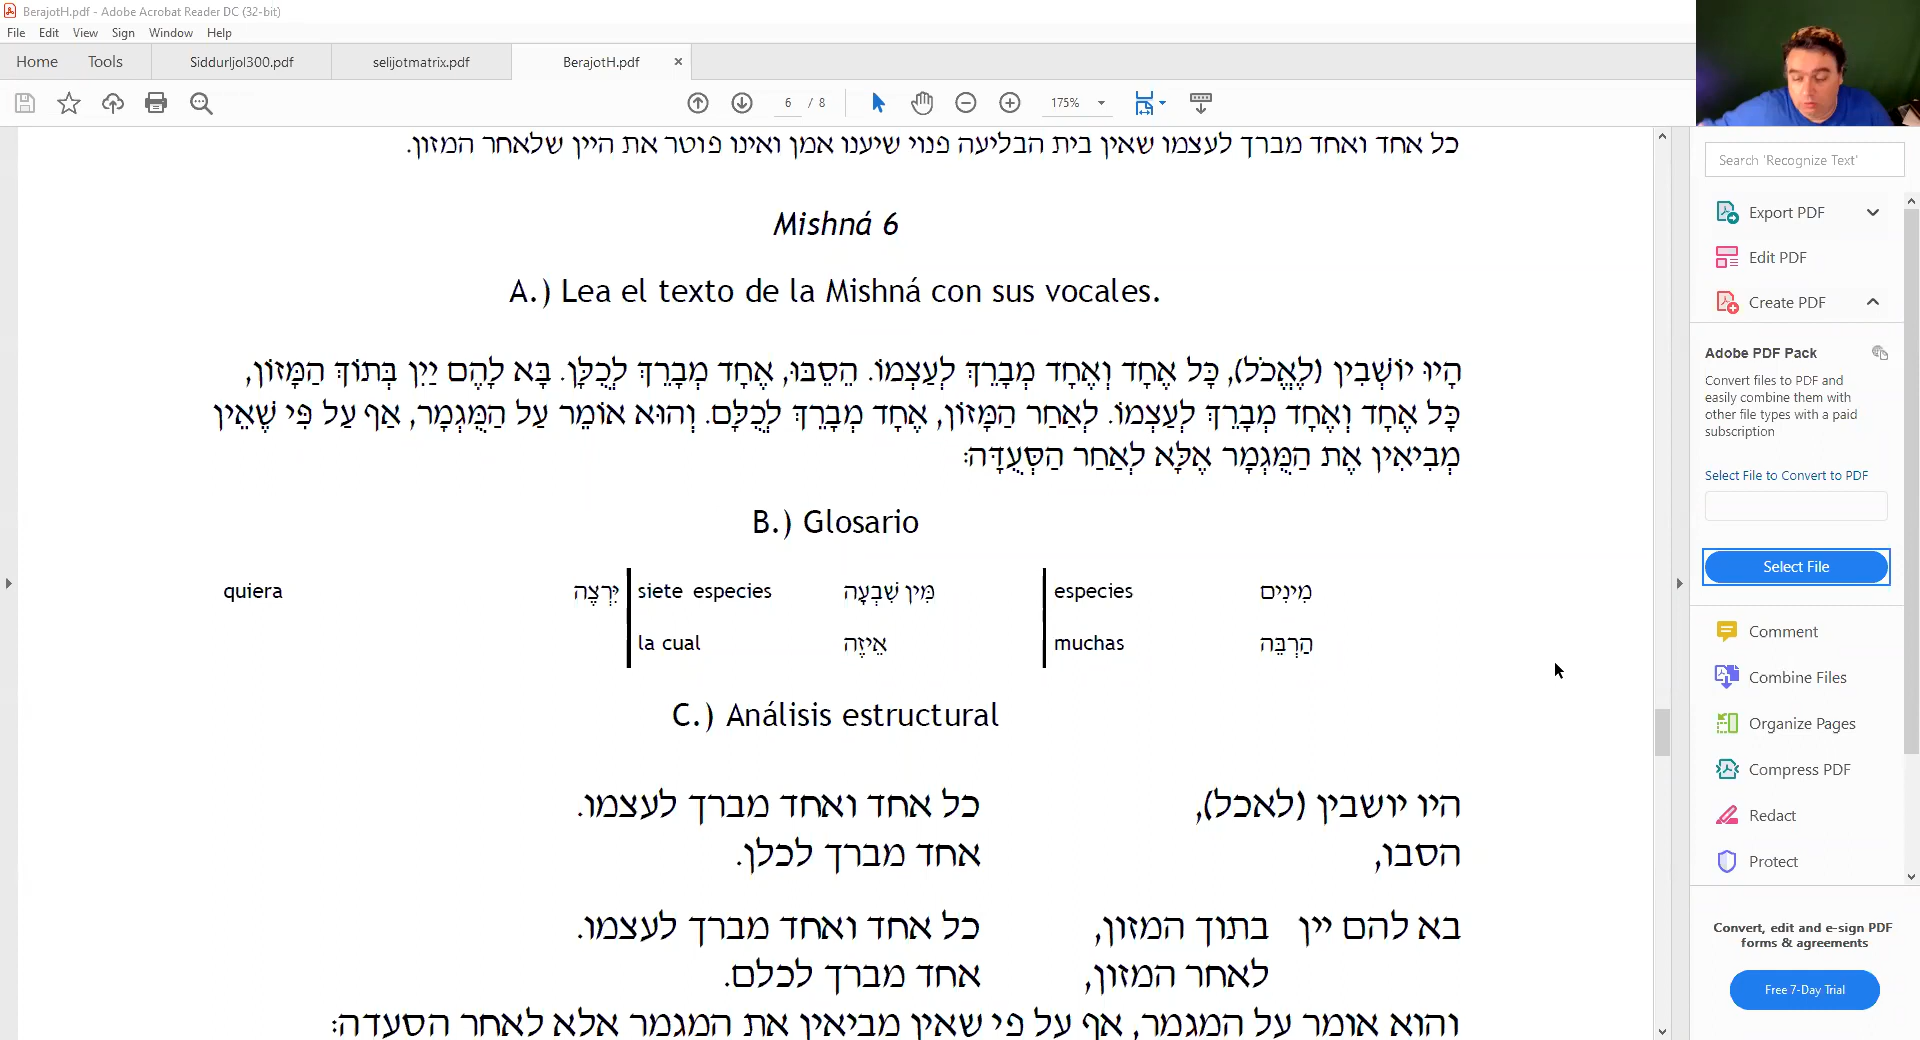 BerajotH.pdf - Adobe Acrobat Reader DC (32-bit)
File Edit View Sign Window Help
Home Tools Siddurljol300.pdf selijotmatrix.pdf BerajotH.pdf
6 / 8 175%
כל אחד ואחד מברך לעצמו שאין בית הבליעה פנוי שיענו אמן ואינו פוטר את היין שלאחר המזון.
Mishná 6
A.) Lea el texto de la Mishná con sus vocales.
הָיוּ יוֹשְׁבִין (לֶאֱכֹל), כָּל אֶחָד וְאֶחָד מְבָרֵךְ לְעַצְמוֹ. הֵסֵבּוּ, אֶחָד מְבָרֵךְ לְכֻלָּן. בָּא לָהֶם יַיִן בְּתוֹךְ הַמָּזוֹן,
כָּל אֶחָד וְאֶחָד מְבָרֵךְ לְעַצְמוֹ. לְאַחַר הַמָּזוֹן, אֶחָד מְבָרֵךְ לְכֻלָּם. וְהוּא אוֹמֵר עַל הַמֻּגְמָר, אַף עַל פִּי שֶׁאֵין
מְבִיאִין אֶת הַמֻּגְמָר אֶלָּא לְאַחַר הַסְּעֻדָּה:
B.) Glosario
quiera יִּרְצֶה siete especies מִּין שִׁבְעָה especies מִינִים
la cual אֵיזֶה muchas הַרְבֵּה
C.) Análisis estructural
היו יושבין (לאכל), כל אחד ואחד מברך לעצמו.
הסבו, אחד מברך לכלן.
בא להם יין בתוך המזון, כל אחד ואחד מברך לעצמו.
לאחר המזון, אחד מברך לכלם.
והוא אומר על המגמר, אף על פי שאין מביאין את המגמר אלא לאחר הסעדה:
Search 'Recognize Text'
Export PDF
Edit PDF
Create PDF
Adobe PDF Pack
Convert files to PDF and
easily combine them with
other file types with a paid
subscription
Select File to Convert to PDF
Select File
Comment
Combine Files
Organize Pages
Compress PDF
Redact
Protect
Convert, edit and e-sign PDF
forms & agreements
Free 7-Day Trial